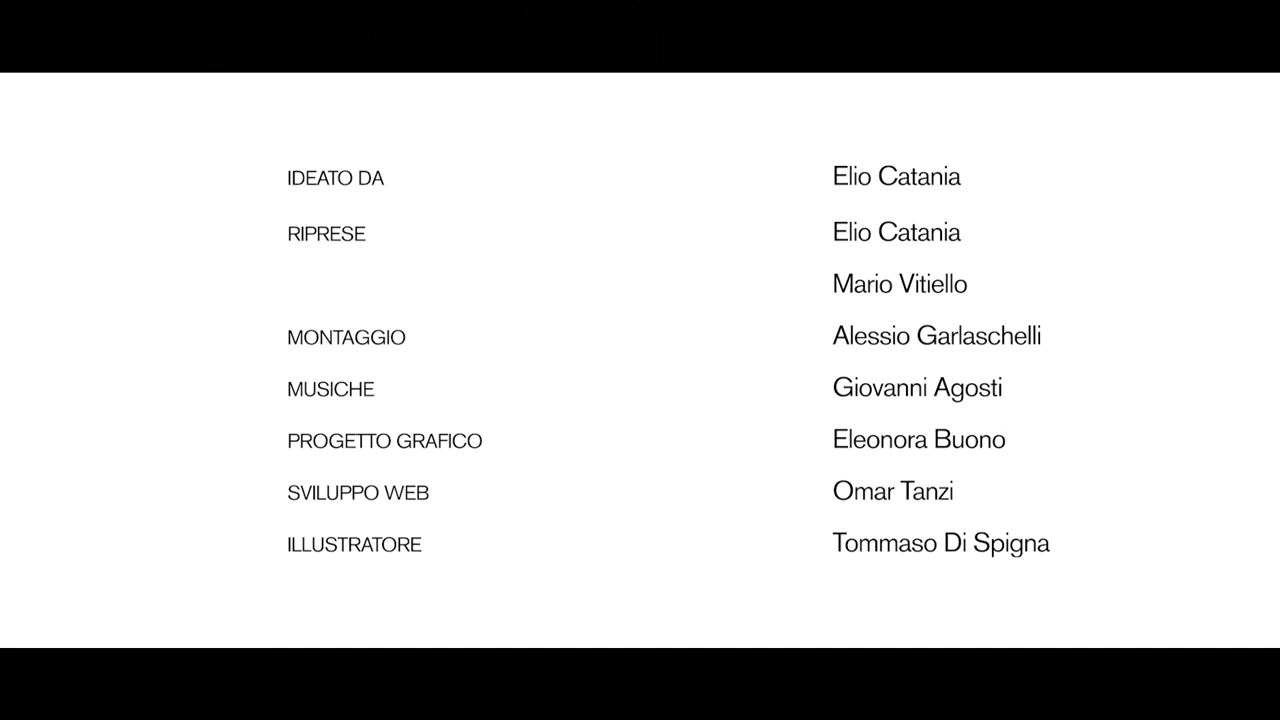 IDEATO DA Elio Catania
RIPRESE Elio Catania
Mario Vitiello
MONTAGGIO Alessio Garlaschelli
MUSICHE Giovanni Agosti
PROGETTO GRAFICO Eleonora Buono
SVILUPPO WEB Omar Tanzi
ILLUSTRATORE Tommaso Di Spigna